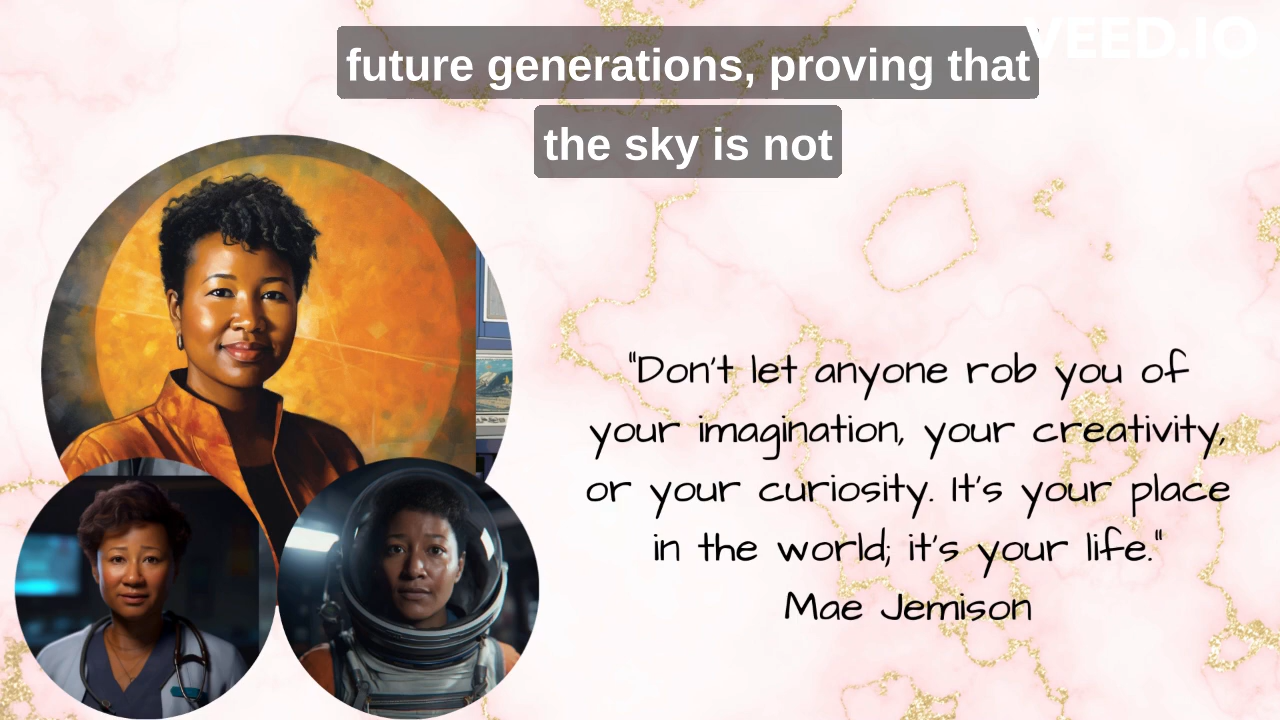 VEED.IO
future generations, proving that
the sky is not
"Don't let anyone rob you of
your imagination, your creativity,
or your curiosity. It's your place
in the world; it's your life."
Mae Jemison